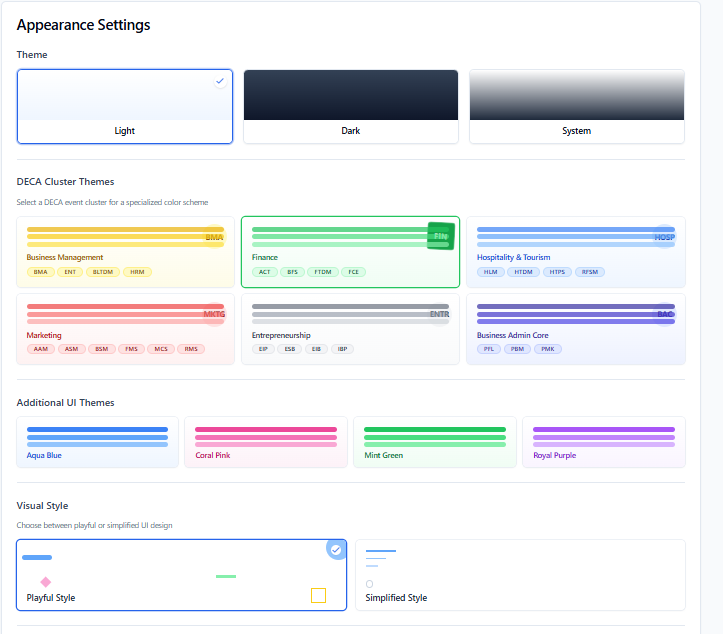 Appearance Settings
Theme
Light Dark System
DECA Cluster Themes
Select a DECA event cluster for a specialized color scheme
BMA FIN HOSP
Business Management Finance Hospitality & Tourism
BMA ENT BLTDM HRM ACT BFS FTDM FCE HLM HTDM HTPS RFSM
MKTG ENTR BAC
Marketing Entrepreneurship Business Admin Core
AAM ASM BSM FMS MCS RMS EIP ESB EIB IBP PFL PBM PMK
Additional UI Themes
Aqua Blue Coral Pink Mint Green Royal Purple
Visual Style
Choose between playful or simplified UI design
Playful Style Simplified Style